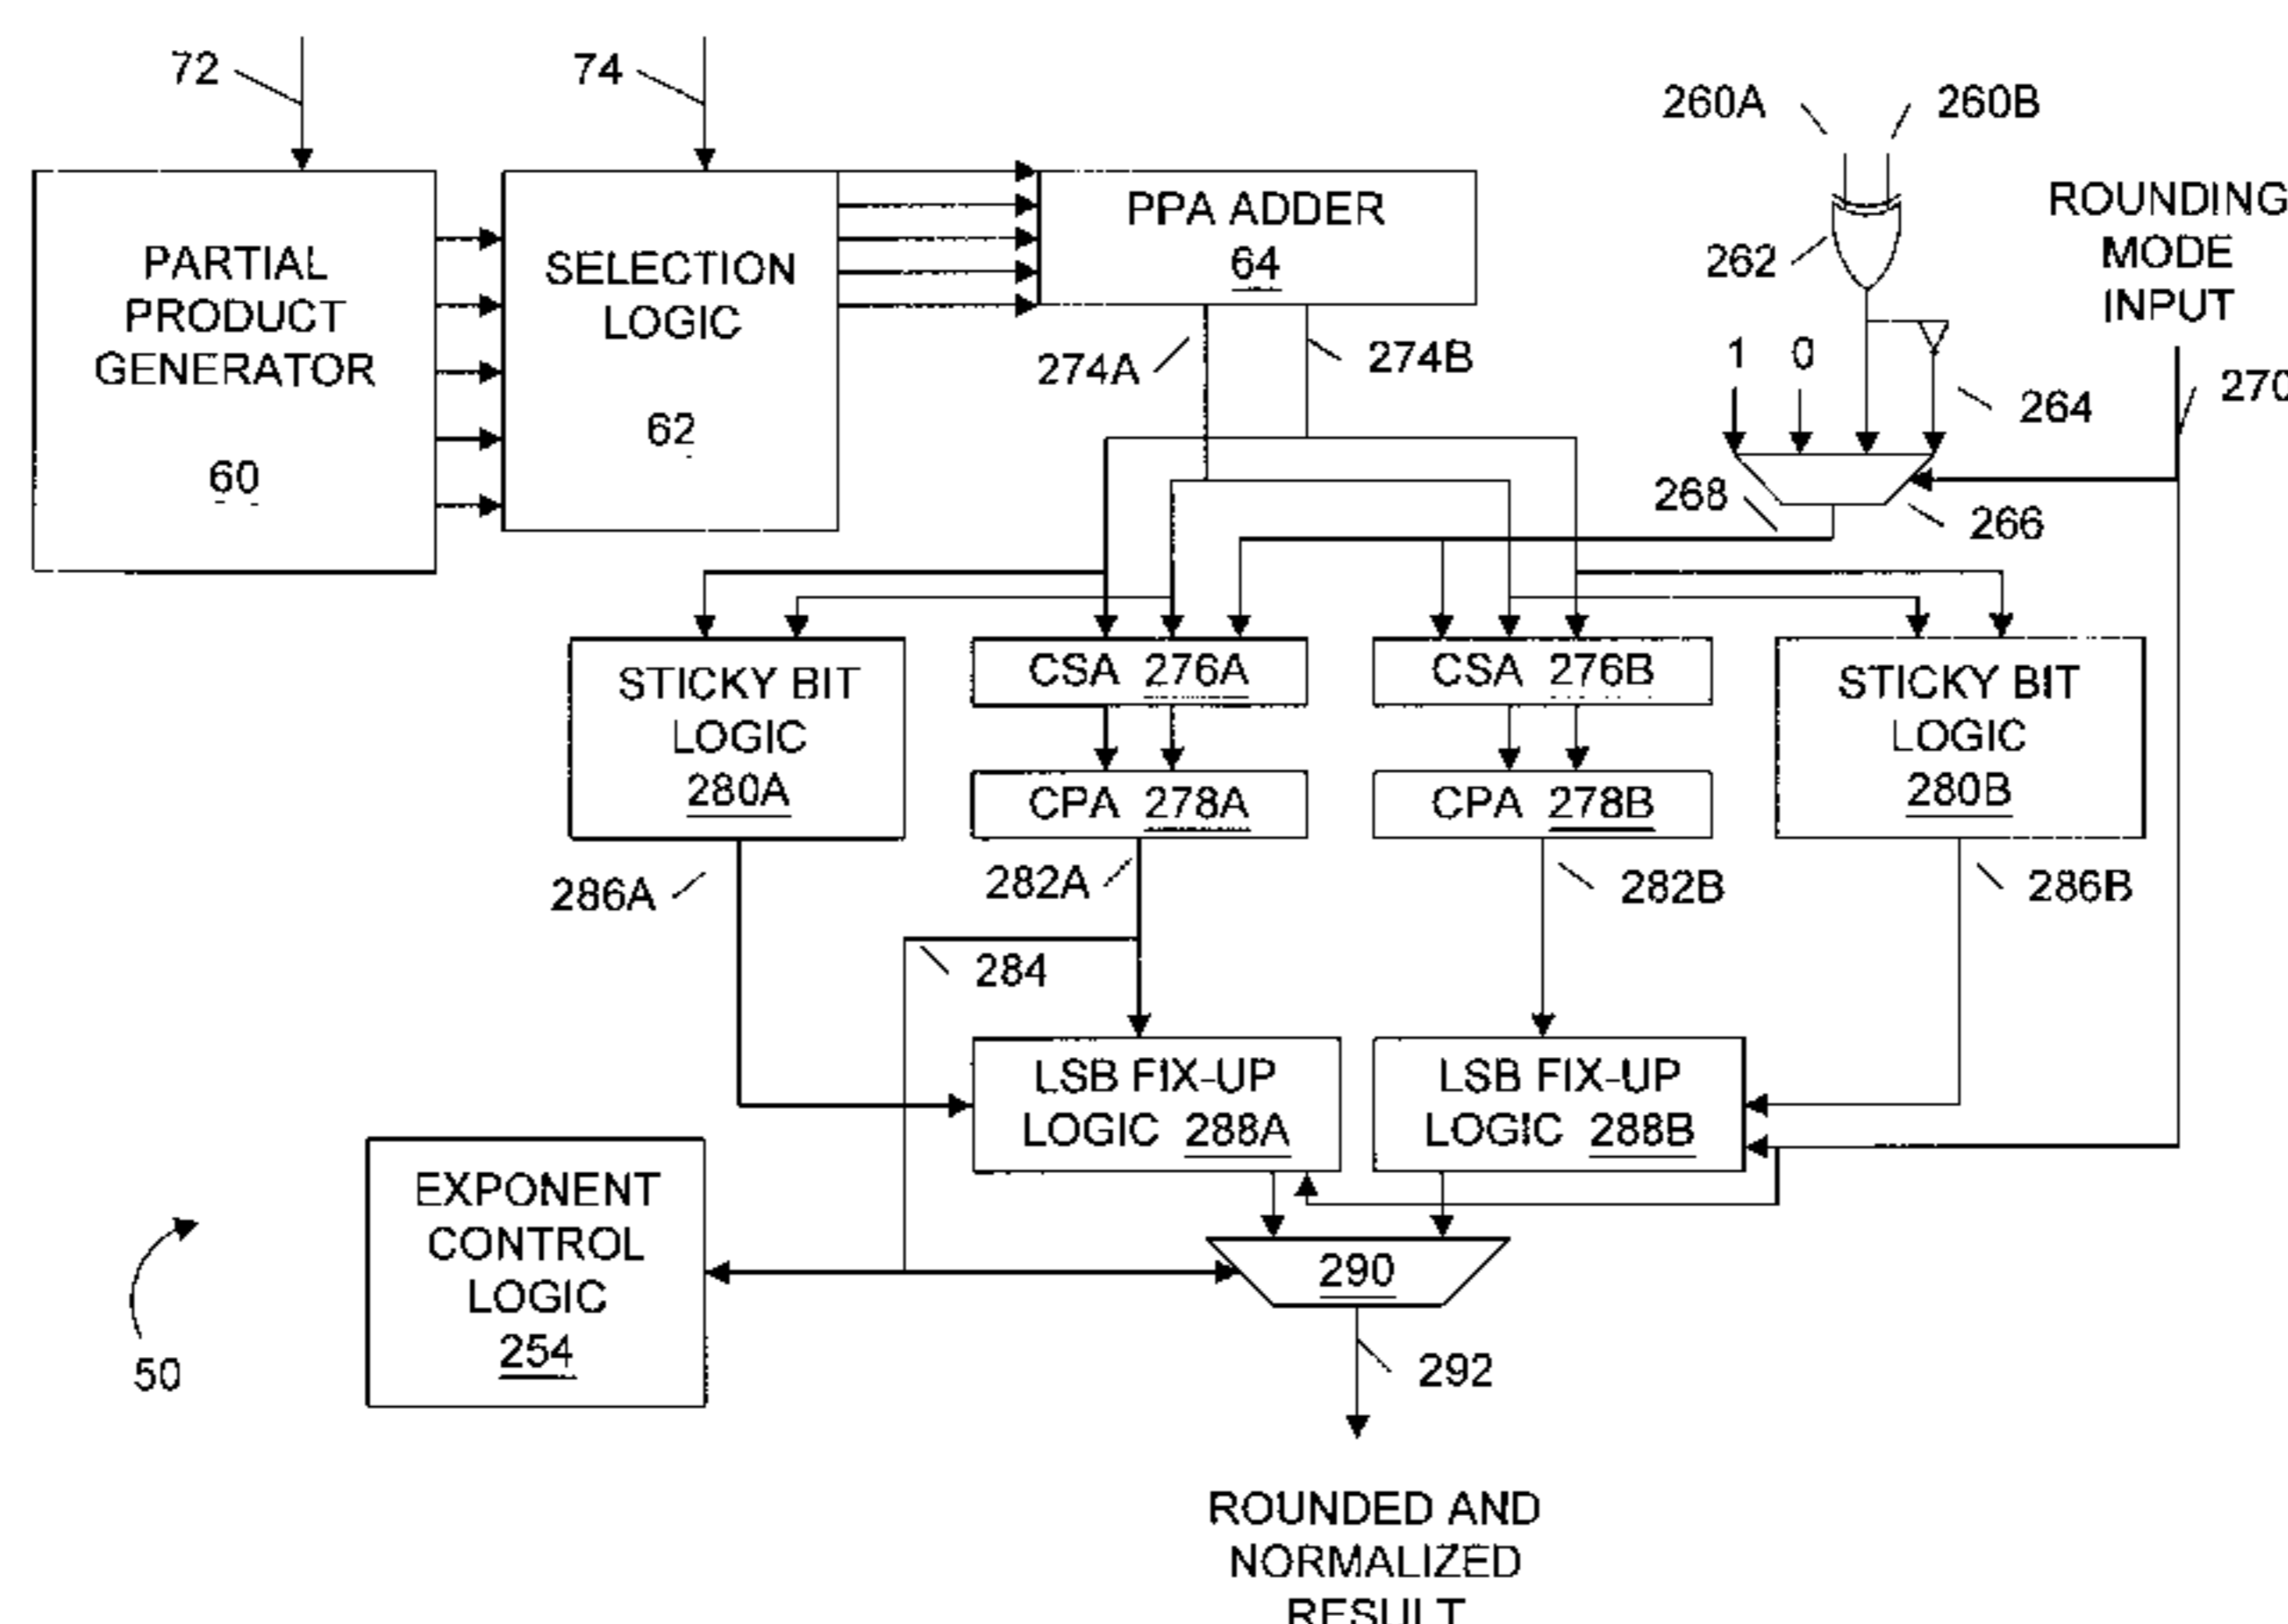 72
74
260A
260B
ROUNDING
MODE
INPUT
PARTIAL
PRODUCT
GENERATOR
60
SELECTION
LOGIC
62
PPA ADDER
64
262
274A
274B
1
0
264
270
268
266
STICKY BIT
LOGIC
280A
CSA 276A
CSA 276B
STICKY BIT
LOGIC
280B
CPA 278A
CPA 278B
286A
282A
282B
286B
284
LSB FIX-UP
LOGIC 288A
LSB FIX-UP
LOGIC 288B
EXPONENT
CONTROL
LOGIC
254
290
50
292
ROUNDED AND
NORMALIZED
RESULT